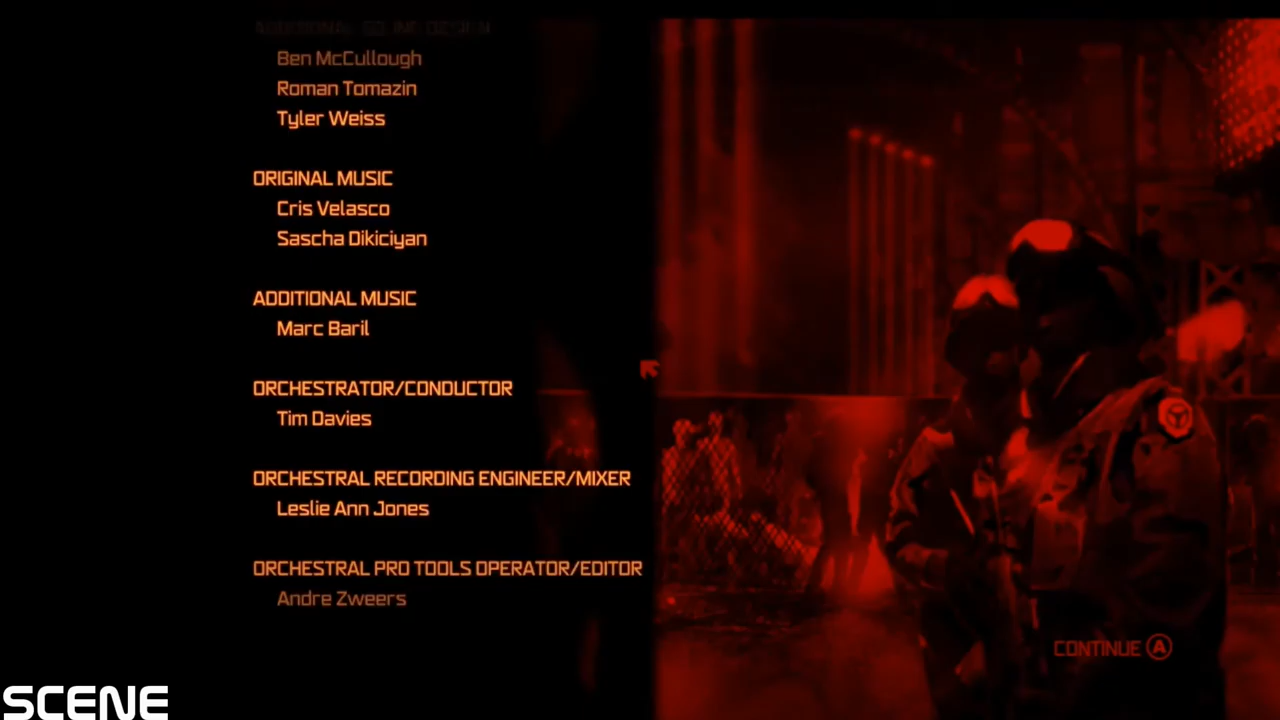 Ben McCullough
Roman Tomazin
Tyler Weiss
ORIGINAL MUSIC
Cris Velasco
Sascha Dikiciyan
ADDITIONAL MUSIC
Marc Baril
ORCHESTRATOR/CONDUCTOR
Tim Davies
ORCHESTRAL RECORDING ENGINEER/MIXER
Leslie Ann Jones
ORCHESTRAL PRO TOOLS OPERATOR/EDITOR
Andre Zweers
CONTINUE A
SCENE